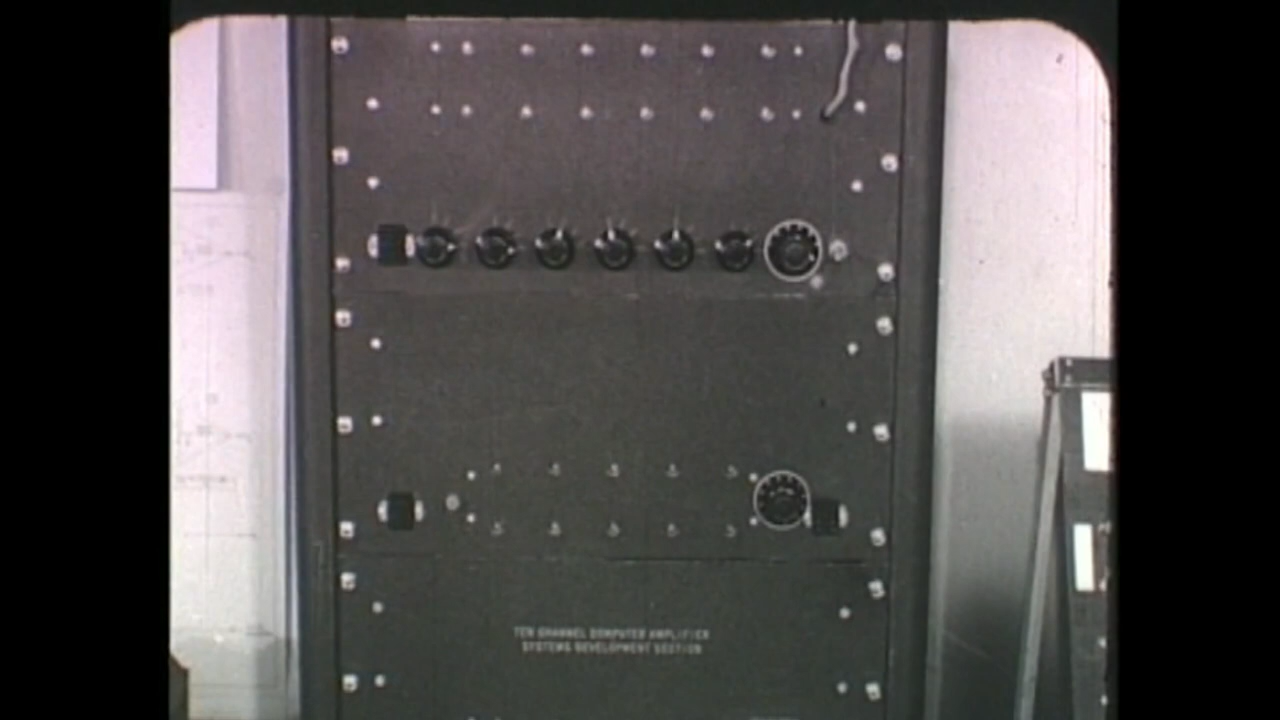 TEN CHANNEL COMPUTER AMPLIFIER
SYSTEMS DEVELOPMENT SECTION